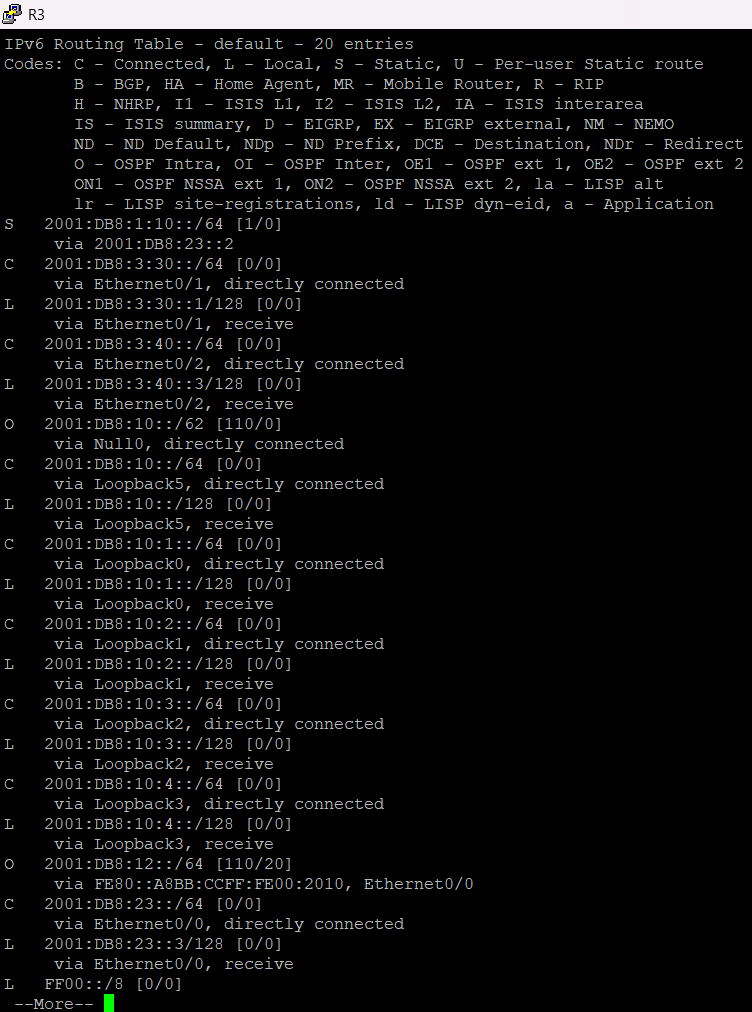 R3
IPv6 Routing Table - default - 20 entries
Codes: C - Connected, L - Local, S - Static, U - Per-user Static route
       B - BGP, HA - Home Agent, MR - Mobile Router, R - RIP
       H - NHRP, I1 - ISIS L1, I2 - ISIS L2, IA - ISIS interarea
       IS - ISIS summary, D - EIGRP, EX - EIGRP external, NM - NEMO
       ND - ND Default, NDp - ND Prefix, DCE - Destination, NDr - Redirect
       O - OSPF Intra, OI - OSPF Inter, OE1 - OSPF ext 1, OE2 - OSPF ext 2
       ON1 - OSPF NSSA ext 1, ON2 - OSPF NSSA ext 2, la - LISP alt
       lr - LISP site-registrations, ld - LISP dyn-eid, a - Application
S   2001:DB8:1:10::/64 [1/0]
     via 2001:DB8:23::2
C   2001:DB8:3:30::/64 [0/0]
     via Ethernet0/1, directly connected
L   2001:DB8:3:30::1/128 [0/0]
     via Ethernet0/1, receive
C   2001:DB8:3:40::/64 [0/0]
     via Ethernet0/2, directly connected
L   2001:DB8:3:40::3/128 [0/0]
     via Ethernet0/2, receive
O   2001:DB8:10::/62 [110/0]
     via Null0, directly connected
C   2001:DB8:10::/64 [0/0]
     via Loopback5, directly connected
L   2001:DB8:10::/128 [0/0]
     via Loopback5, receive
C   2001:DB8:10:1::/64 [0/0]
     via Loopback0, directly connected
L   2001:DB8:10:1::/128 [0/0]
     via Loopback0, receive
C   2001:DB8:10:2::/64 [0/0]
     via Loopback1, directly connected
L   2001:DB8:10:2::/128 [0/0]
     via Loopback1, receive
C   2001:DB8:10:3::/64 [0/0]
     via Loopback2, directly connected
L   2001:DB8:10:3::/128 [0/0]
     via Loopback2, receive
C   2001:DB8:10:4::/64 [0/0]
     via Loopback3, directly connected
L   2001:DB8:10:4::/128 [0/0]
     via Loopback3, receive
O   2001:DB8:12::/64 [110/20]
     via FE80::A8BB:CCFF:FE00:2010, Ethernet0/0
C   2001:DB8:23::/64 [0/0]
     via Ethernet0/0, directly connected
L   2001:DB8:23::3/128 [0/0]
     via Ethernet0/0, receive
L   FF00::/8 [0/0]
 --More--